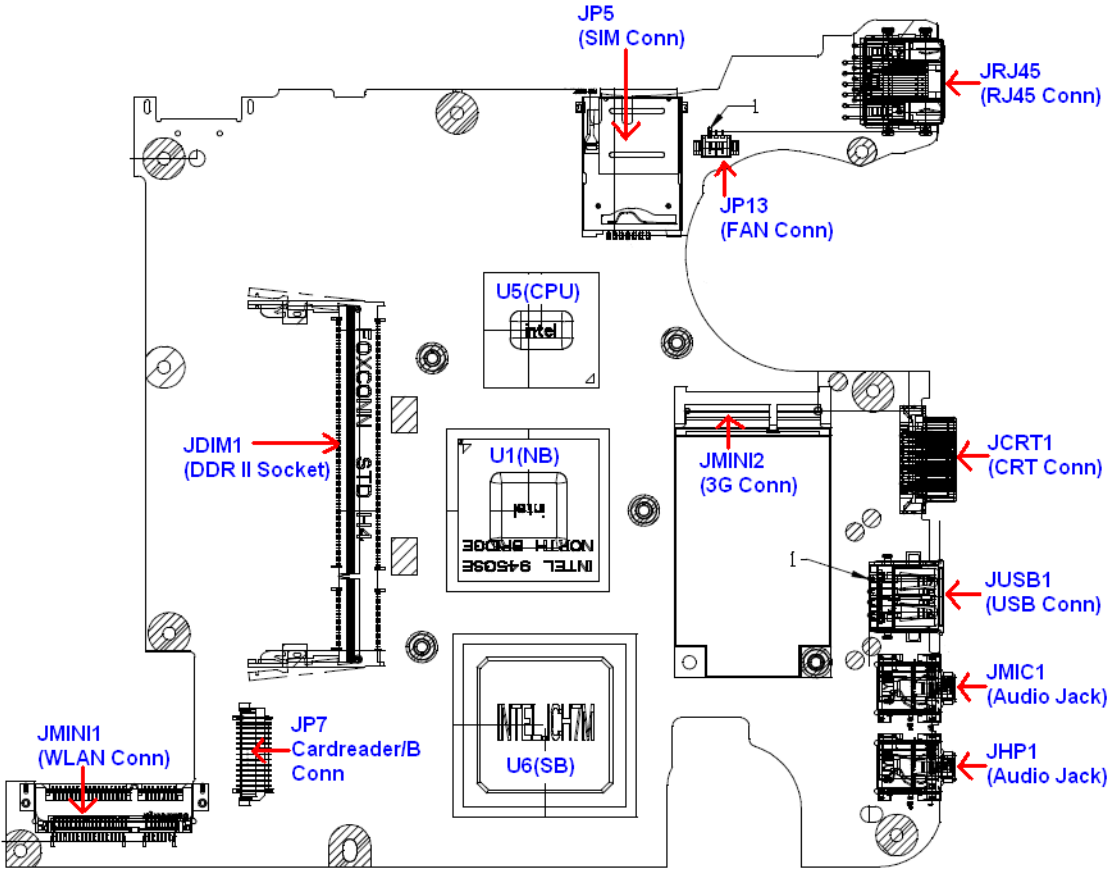 JP5
(SIM Conn)
JRJ45
(RJ45 Conn)
1
JP13
(FAN Conn)
U5(CPU)
intel
FOXCONN STD H4
JDIM1
(DDR II Socket)
U1(NB)
intel
INTEL 945GSE
NORTH BRIDGE
JMINI2
(3G Conn)
JCRT1
(CRT Conn)
1
JUSB1
(USB Conn)
JMIC1
(Audio Jack)
JHP1
(Audio Jack)
INTEL ICH7M
U6(SB)
JP7
Cardreader/B
Conn
JMINI1
(WLAN Conn)